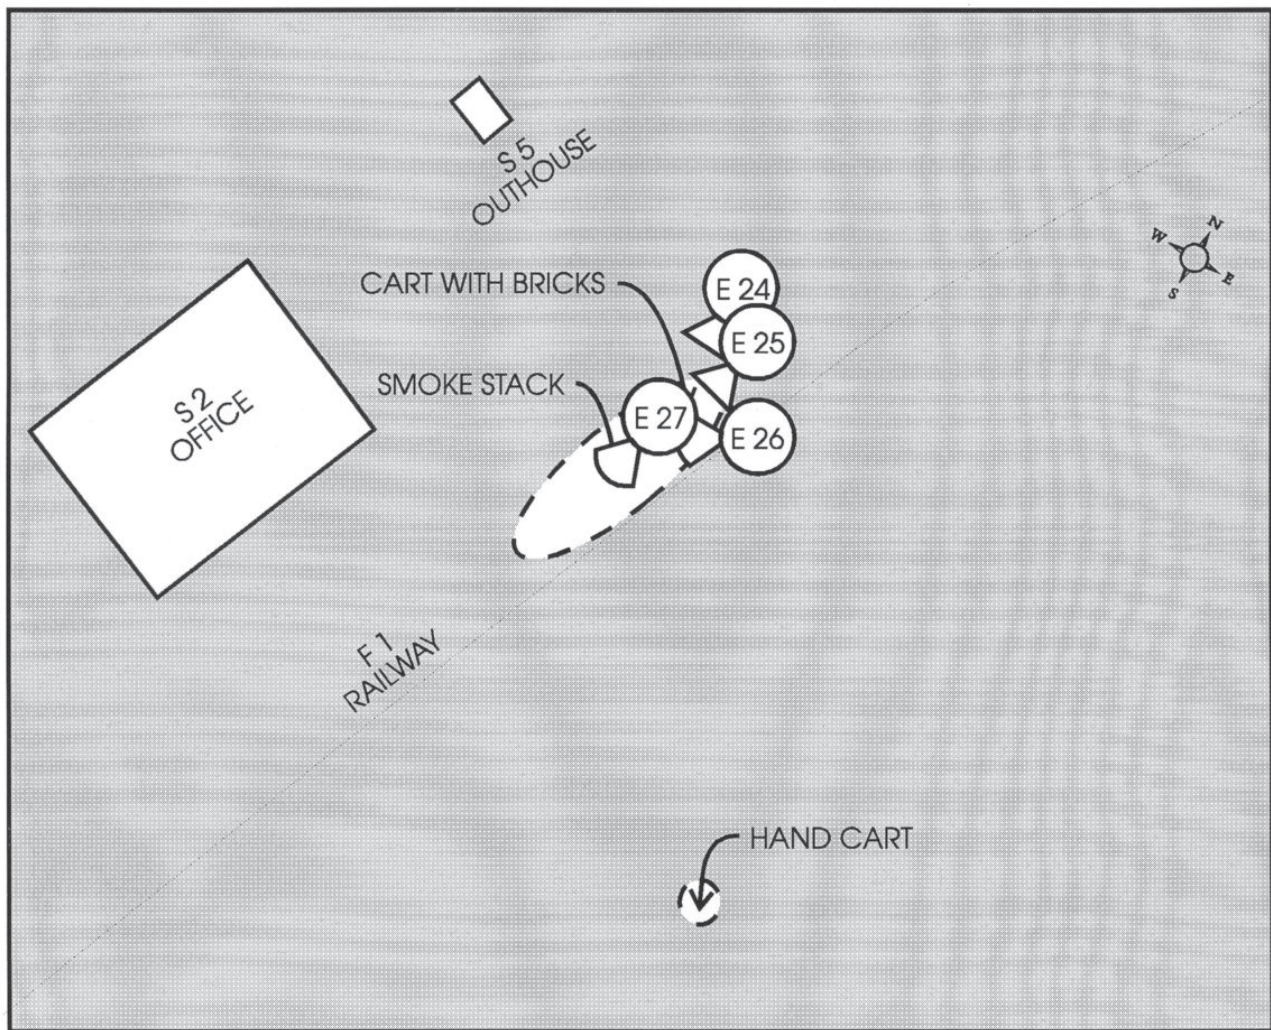 S 5
OUTHOUSE
N
W
E
S
CART WITH BRICKS
E 24
E 25
SMOKE STACK
S 2
OFFICE
E 27
E 26
F 1
RAILWAY
HAND CART